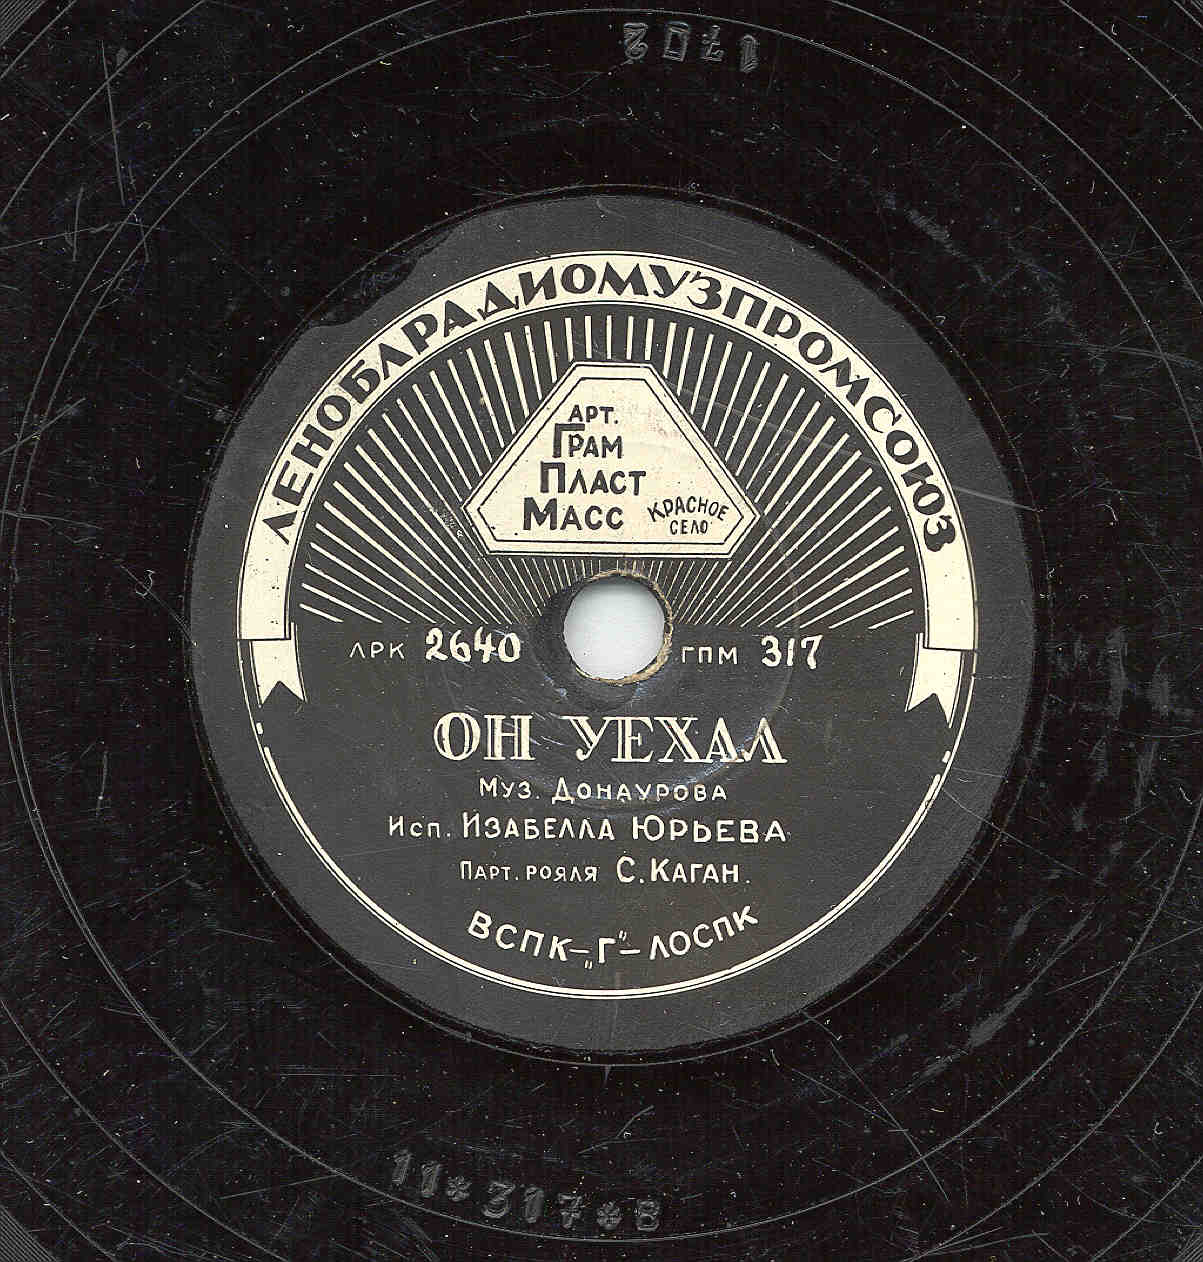 1702
ЛЕНОБЛРАДИОМУЗПРОМСОЮЗ
АРТ.
ГРАМ
ПЛАСТ
МАСС
КРАСНОЕ
СЕЛО
ЛРК 2640
ГПМ 317
ОН УЕХАЛ
Муз. ДОНАУРОВА
Исп. ИЗАБЕЛЛА ЮРЬЕВА
ПАРТ. РОЯЛЯ С. КАГАН.
ВСПК-„Г"-ЛОСПК
11*317*В